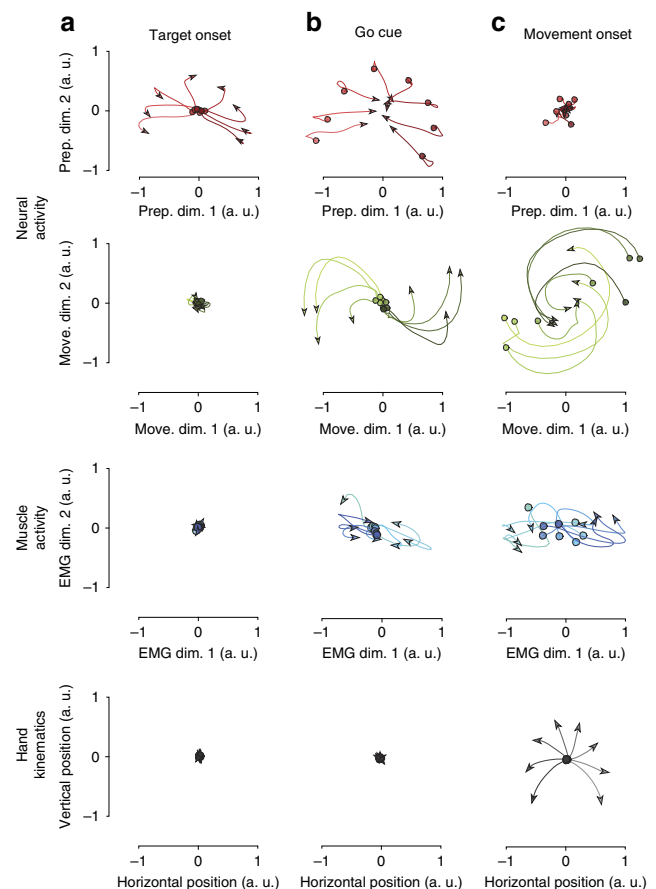 a Target onset
b Go cue
c Movement onset
Neural activity
Prep. dim. 2 (a. u.)
1
0
−1
−1 0 1
Prep. dim. 1 (a. u.)
−1 0 1
Prep. dim. 1 (a. u.)
−1 0 1
Prep. dim. 1 (a. u.)
Move. dim. 2 (a. u.)
1
0
−1
−1 0 1
Move. dim. 1 (a. u.)
−1 0 1
Move. dim. 1 (a. u.)
−1 0 1
Move. dim. 1 (a. u.)
Muscle activity
EMG dim. 2 (a. u.)
1
0
−1
−1 0 1
EMG dim. 1 (a. u.)
−1 0 1
EMG dim. 1 (a. u.)
−1 0 1
EMG dim. 1 (a. u.)
Hand kinematics
Vertical position (a. u.)
1
0
−1
−1 0 1
Horizontal position (a. u.)
−1 0 1
Horizontal position (a. u.)
−1 0 1
Horizontal position (a. u.)